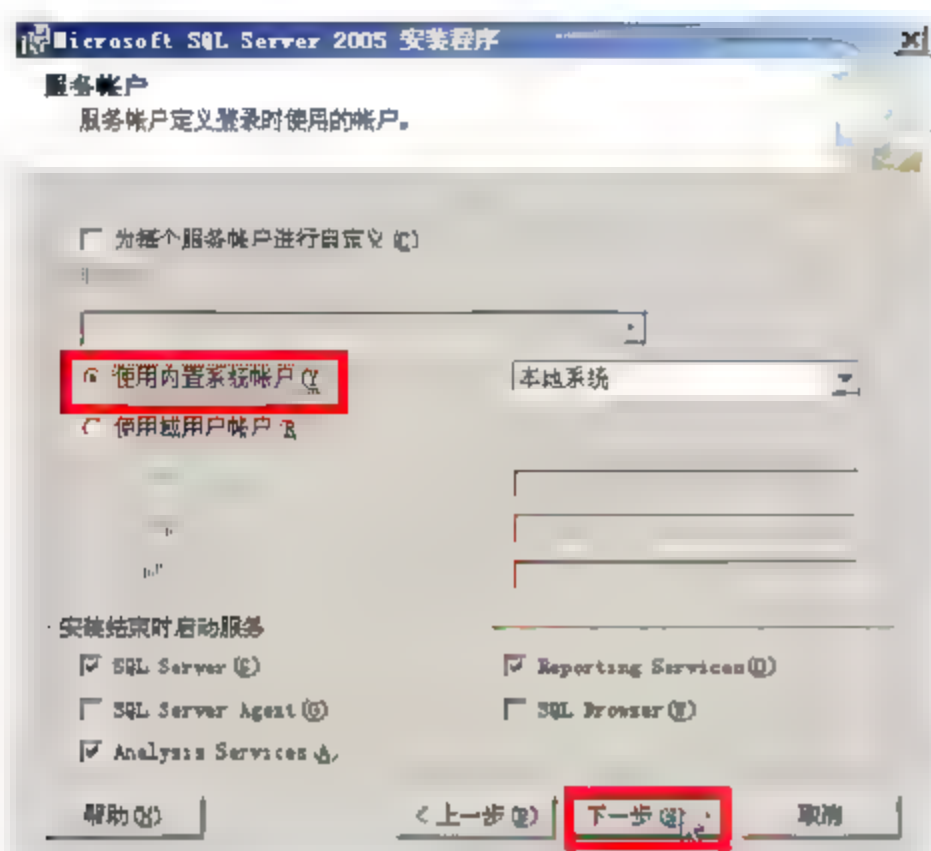 Microsoft SQL Server 2005 安装程序
服务帐户
服务帐户定义登录时使用的帐户。
为每个服务帐户进行自定义(C)
使用内置系统帐户(Y
本地系统
使用域用户帐户
安装结束时启动服务
SQL Server(S)
Reporting Services(O)
SQL Server Agent(G)
SQL Browser(W)
Analysis Services A.
帮助(H)
<上一步(B)
下一步(N)
取消